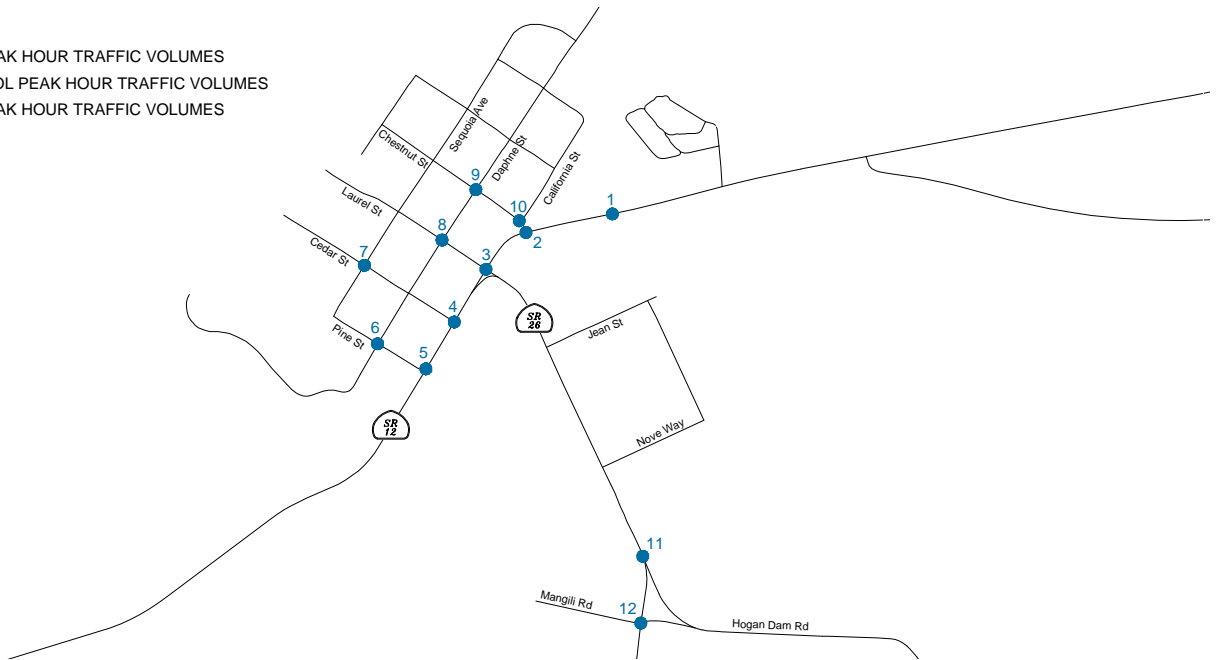 AK HOUR TRAFFIC VOLUMES
OL PEAK HOUR TRAFFIC VOLUMES
AK HOUR TRAFFIC VOLUMES
Sequoia Ave
Chestnut St
Daphne St
California St
Laurel St
Cedar St
Pine St
9
10
1
2
8
3
7
4
6
5
SR
26
SR
12
Jean St
Nove Way
11
Mangili Rd
12
Hogan Dam Rd